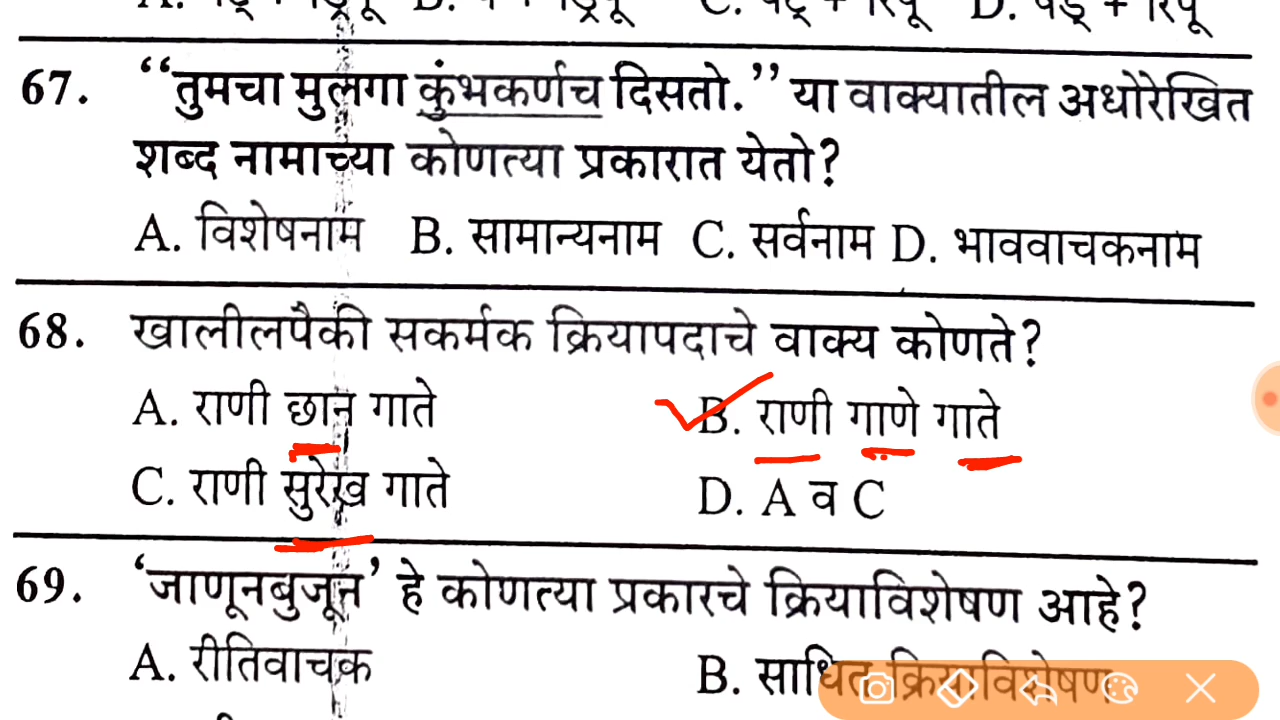 67. “तुमचा मुलगा कुंभकर्णच दिसतो.” या वाक्यातील अधोरेखित
शब्द नामाच्या कोणत्या प्रकारात येतो?
A. विशेषनाम B. सामान्यनाम C. सर्वनाम D. भाववाचकनाम
68. खालीलपैकी सकर्मक क्रियापदाचे वाक्य कोणते?
A. राणी छान गाते B. राणी गाणे गाते
C. राणी सुरेख गाते D. A व C
69. ‘जाणूनबुजून’ हे कोणत्या प्रकारचे क्रियाविशेषण आहे?
A. रीतिवाचक B. साधित क्रियाविशेषण